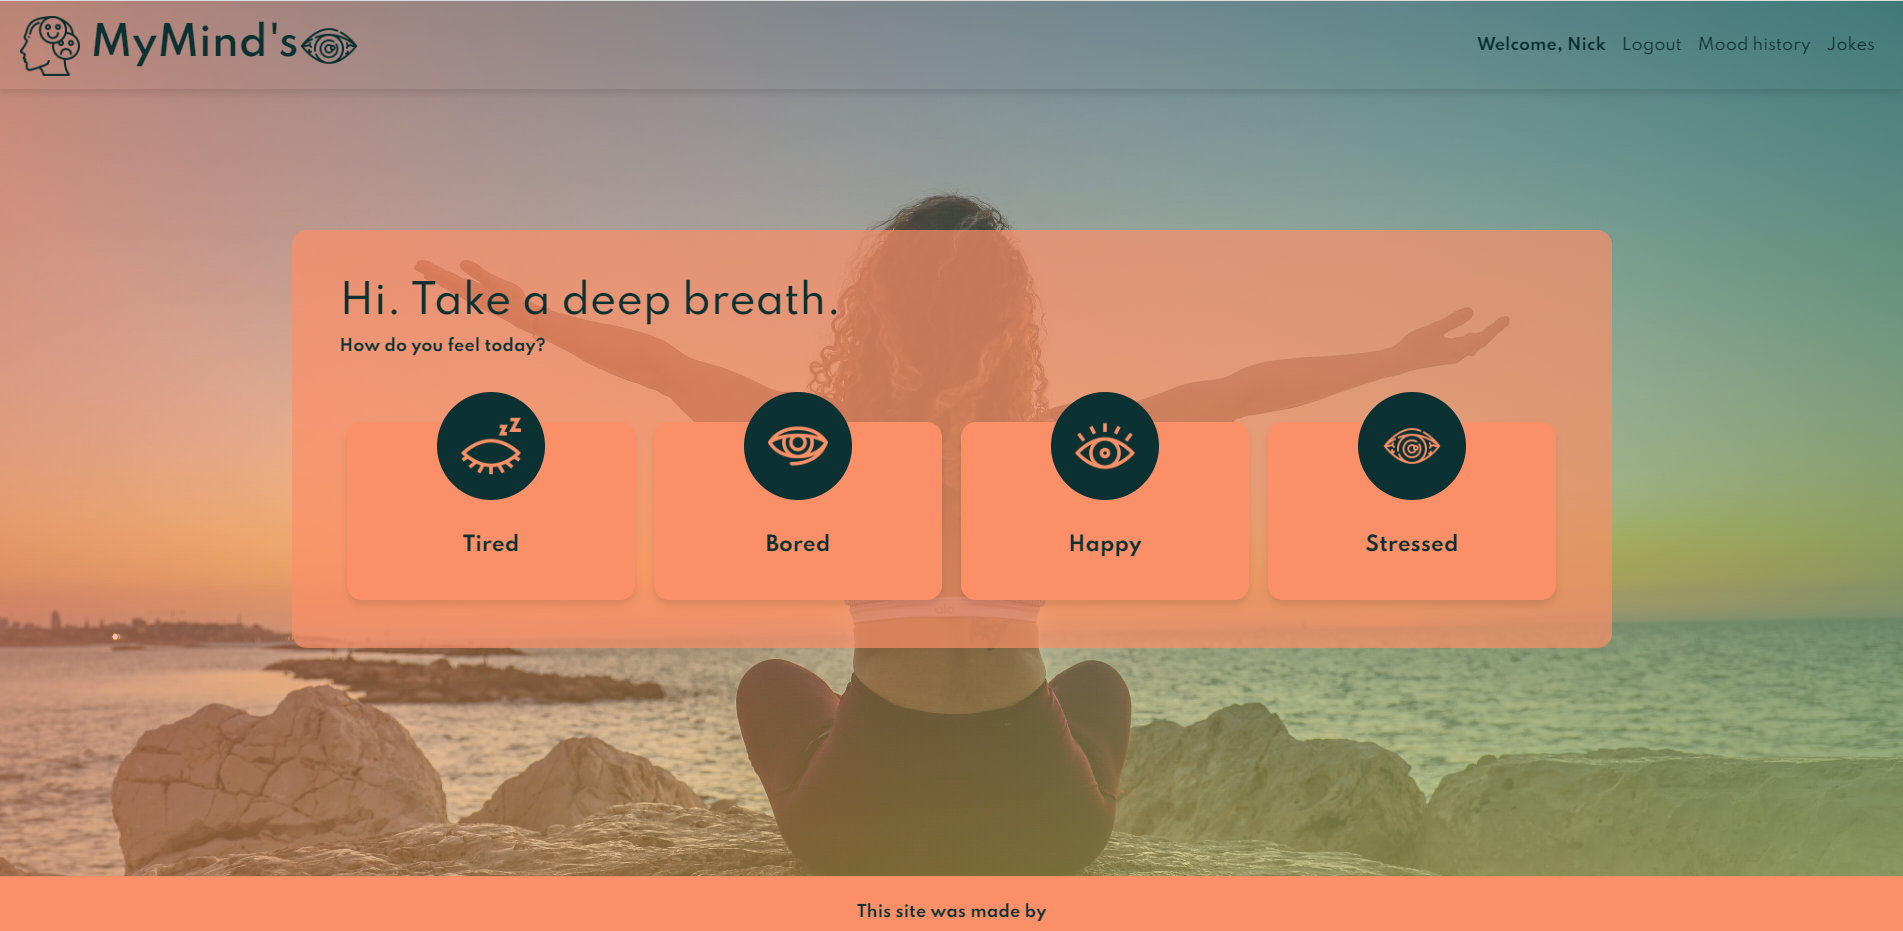 MyMind's
Welcome, Nick Logout Mood history Jokes
Hi. Take a deep breath.
How do you feel today?
zZ
Tired
Bored
Happy
Stressed
alo
This site was made by